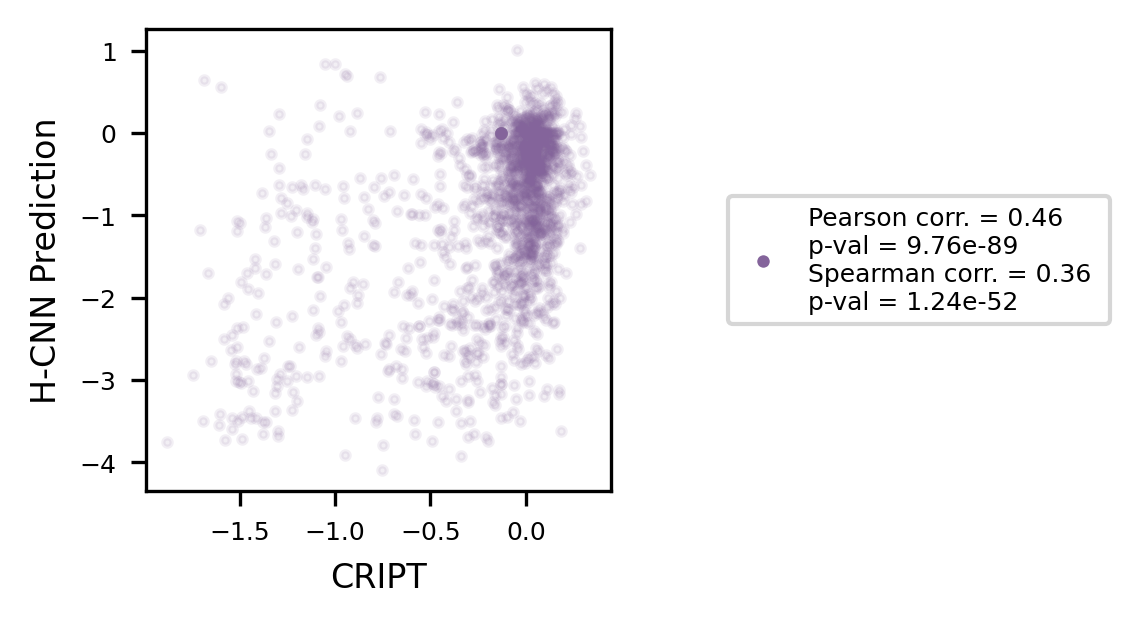 1
0
−1
−2
−3
−4
H-CNN Prediction
−1.5
−1.0
−0.5
0.0
CRIPT
Pearson corr. = 0.46
p-val = 9.76e-89
Spearman corr. = 0.36
p-val = 1.24e-52